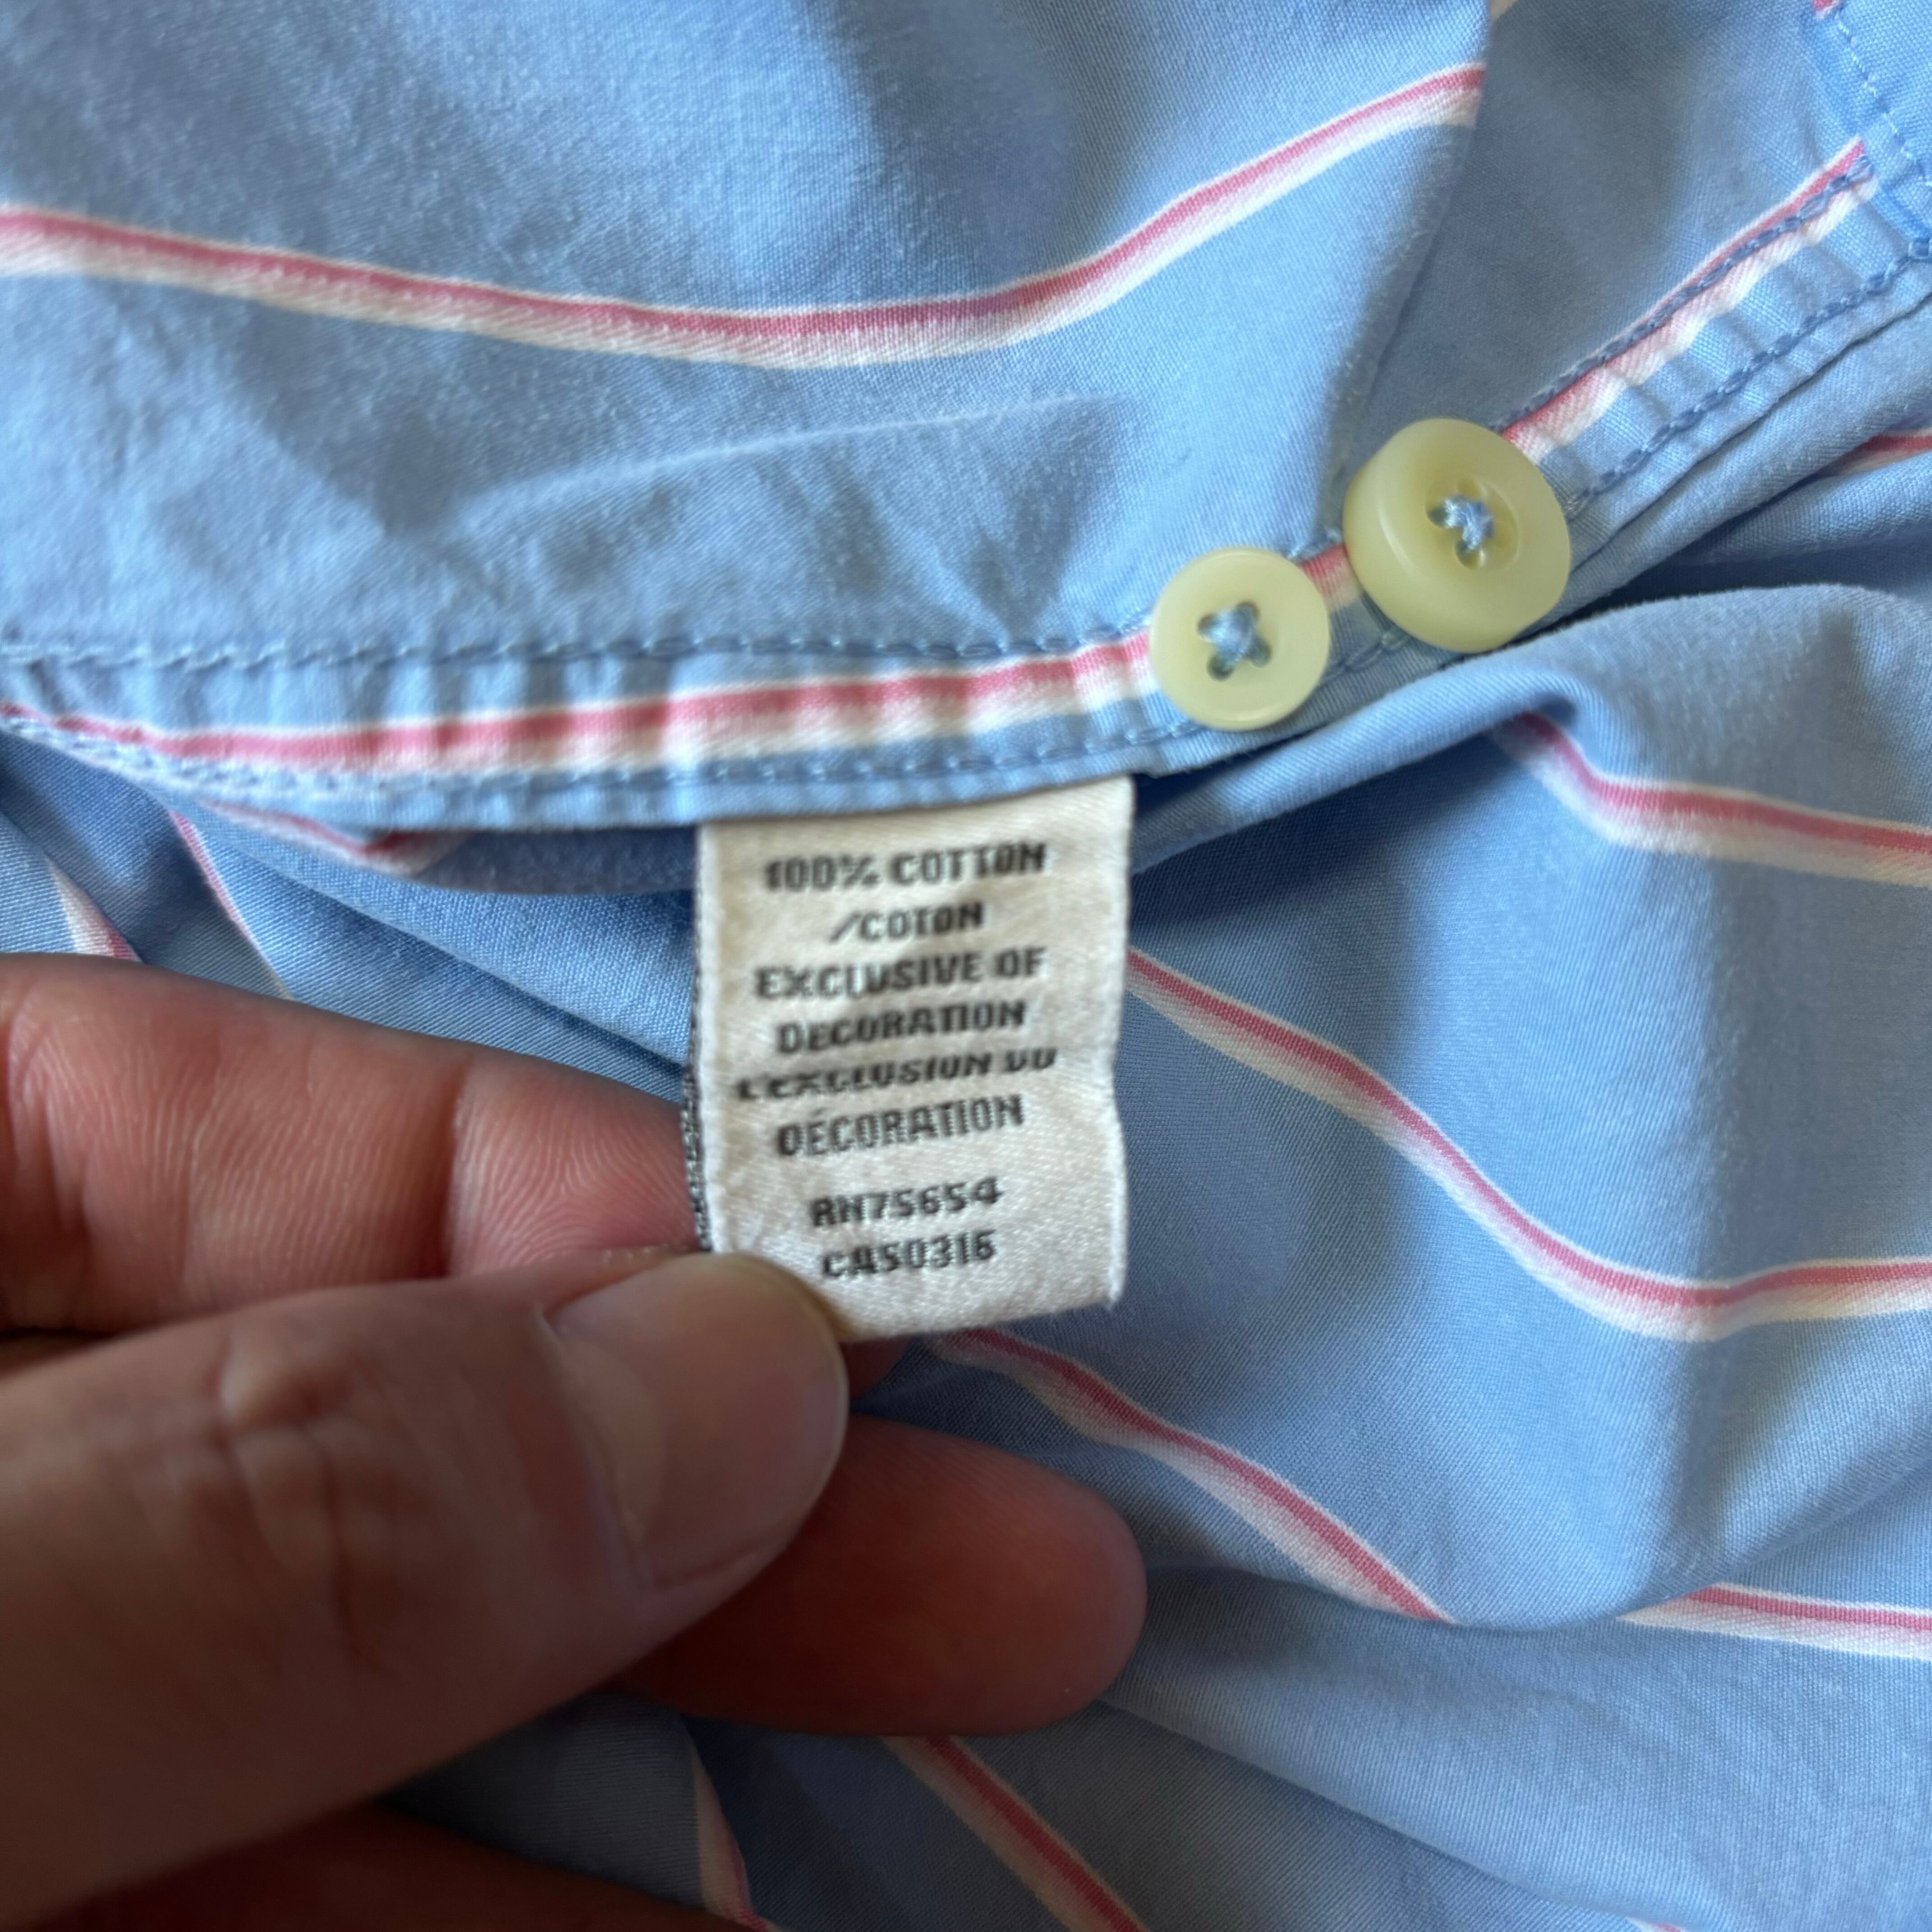 100% COTTON
/COTON
EXCLUSIVE OF
DECORATION
L'EXCLUSION DU
DÉCORATION
RN75654
CA50316